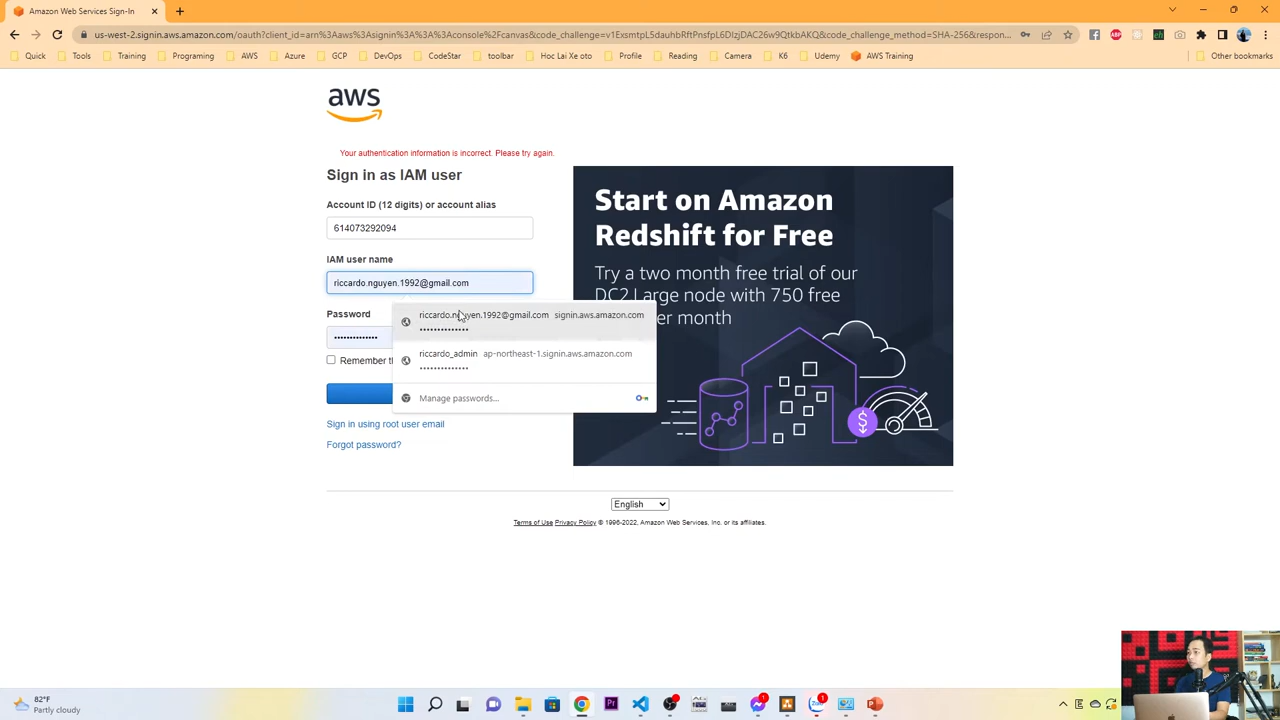 Amazon Web Services Sign-In
us-west-2.signin.aws.amazon.com/oauth?client_id=arn%3Aaws%3Asignin%3A%3A%3Aconsole%2Fcanvas&code_challenge_method=SHA-256&respon...
Quick Tools Training Programing AWS Azure GCP DevOps CodeStar toolbar Hoc Lai Xe oto Profile Reading Camera K6 Udemy AWS Training Other bookmarks
aws
Your authentication information is incorrect. Please try again.
Sign in as IAM user
Account ID (12 digits) or account alias
614073292094
IAM user name
riccardo.nguyen.1992@gmail.com
Password
••••••••••••••
Remember th
riccardo.nguyen.1992@gmail.com signin.aws.amazon.com
••••••••••••••
riccardo_admin ap-northeast-1.signin.aws.amazon.com
••••••••••••••
Manage passwords...
Sign in using root user email
Forgot password?
Start on Amazon
Redshift for Free
Try a two month free trial of our
DC2 Large node with 750 free
er month
English
Terms of Use Privacy Policy © 1996-2022, Amazon Web Services, Inc. or its affiliates.
82°F
Partly cloudy